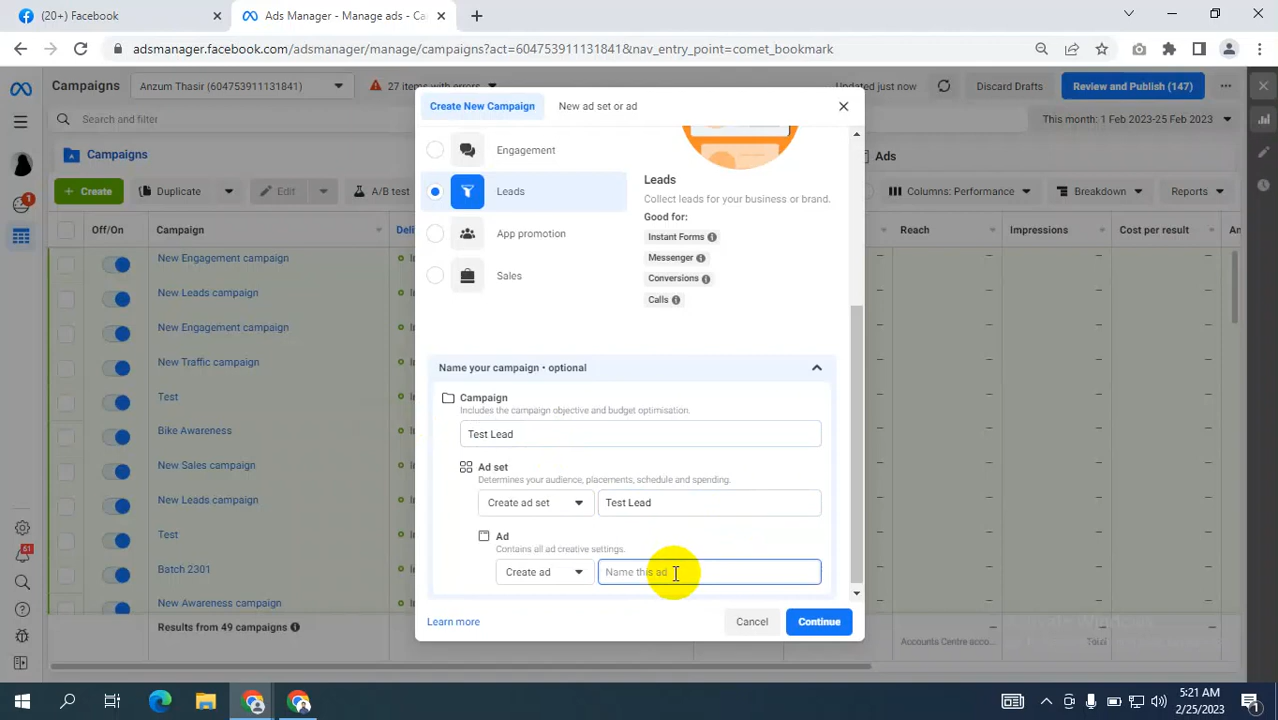 (20+) Facebook
Ads Manager - Manage ads - Ca
adsmanager.facebook.com/adsmanager/manage/campaigns?act=604753911131841&nav_entry_point=comet_bookmark
Campaigns
Anzum Thasir (604753911131841)
27 items with errors
Updated just now
Discard Drafts
Review and Publish (147)
Search and filter
This month: 1 Feb 2023-25 Feb 2023
Campaigns
Ads
+ Create
Duplicate
Edit
A/B test
Columns: Performance
Breakdown
Reports
Off/On
Campaign
Deli
Reach
Impressions
Cost per result
Am
New Engagement campaign
New Leads campaign
New Engagement campaign
New Traffic campaign
Test
Bike Awareness
New Sales campaign
New Leads campaign
Test
Batch 2301
New Awareness campaign
Results from 49 campaigns
Accounts Centre acco...
Total
1
61
Create New Campaign
New ad set or ad
Engagement
Leads
App promotion
Sales
Leads
Collect leads for your business or brand.
Good for:
Instant Forms
Messenger
Conversions
Calls
Name your campaign • optional
Campaign
Includes the campaign objective and budget optimisation.
Test Lead
Ad set
Determines your audience, placements, schedule and spending.
Create ad set
Test Lead
Ad
Contains all ad creative settings.
Create ad
Name this ad
Learn more
Cancel
Continue
5:21 AM
2/25/2023
1